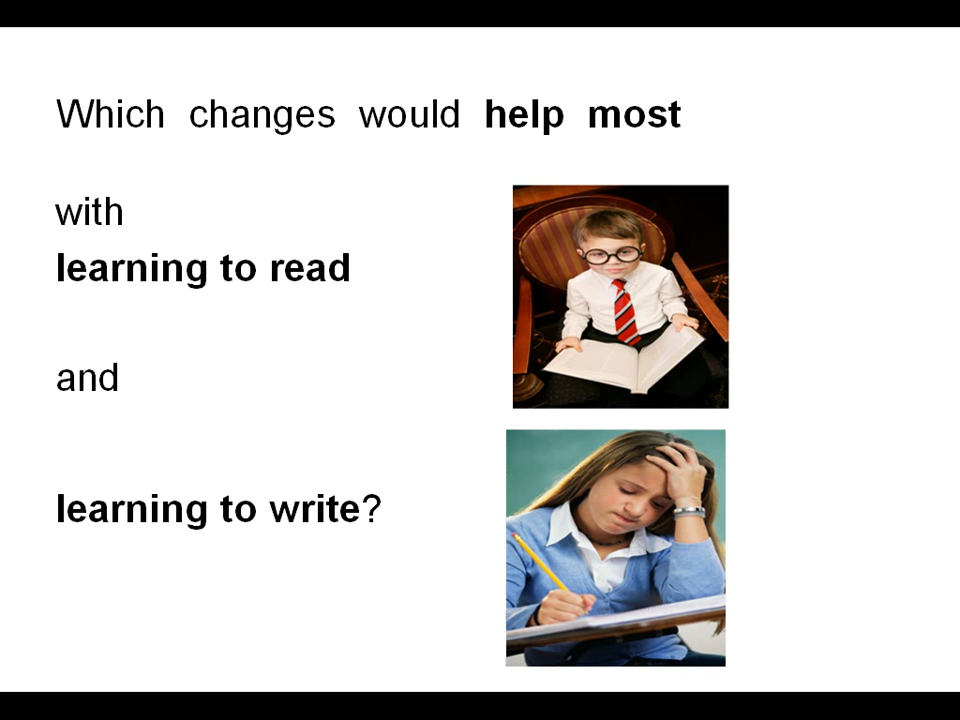 Which changes would help most
with
learning to read
and
learning to write?